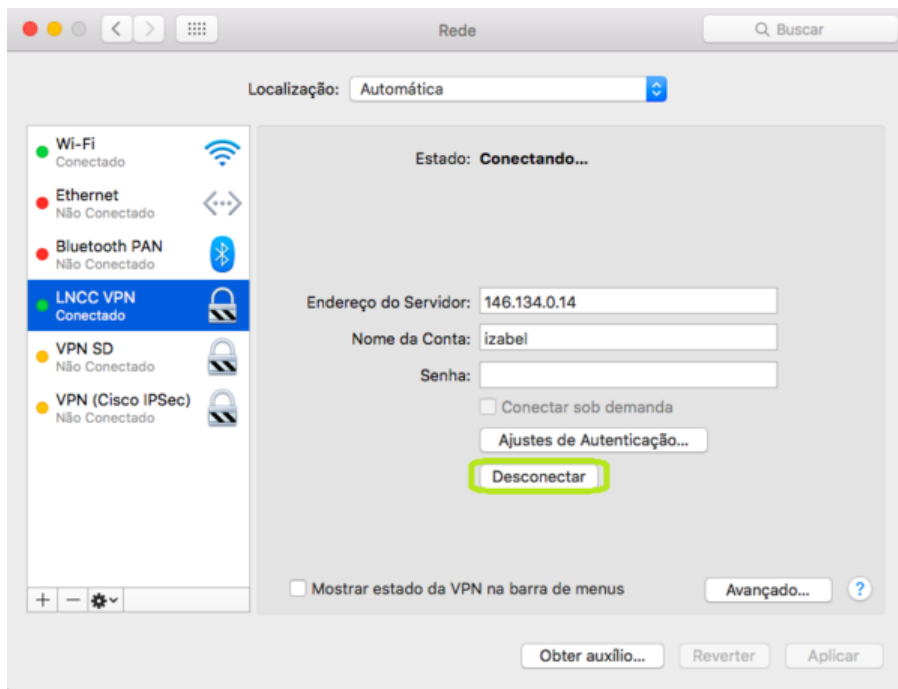 Rede
Buscar
Localização: Automática
Wi-Fi
Conectado
Ethernet
Não Conectado
Bluetooth PAN
Não Conectado
LNCC VPN
Conectado
VPN SD
Não Conectado
VPN (Cisco IPSec)
Não Conectado
Estado: Conectando...
Endereço do Servidor: 146.134.0.14
Nome da Conta: izabel
Senha:
Conectar sob demanda
Ajustes de Autenticação...
Desconectar
Mostrar estado da VPN na barra de menus
Avançado...
?
Obter auxílio...
Reverter
Aplicar